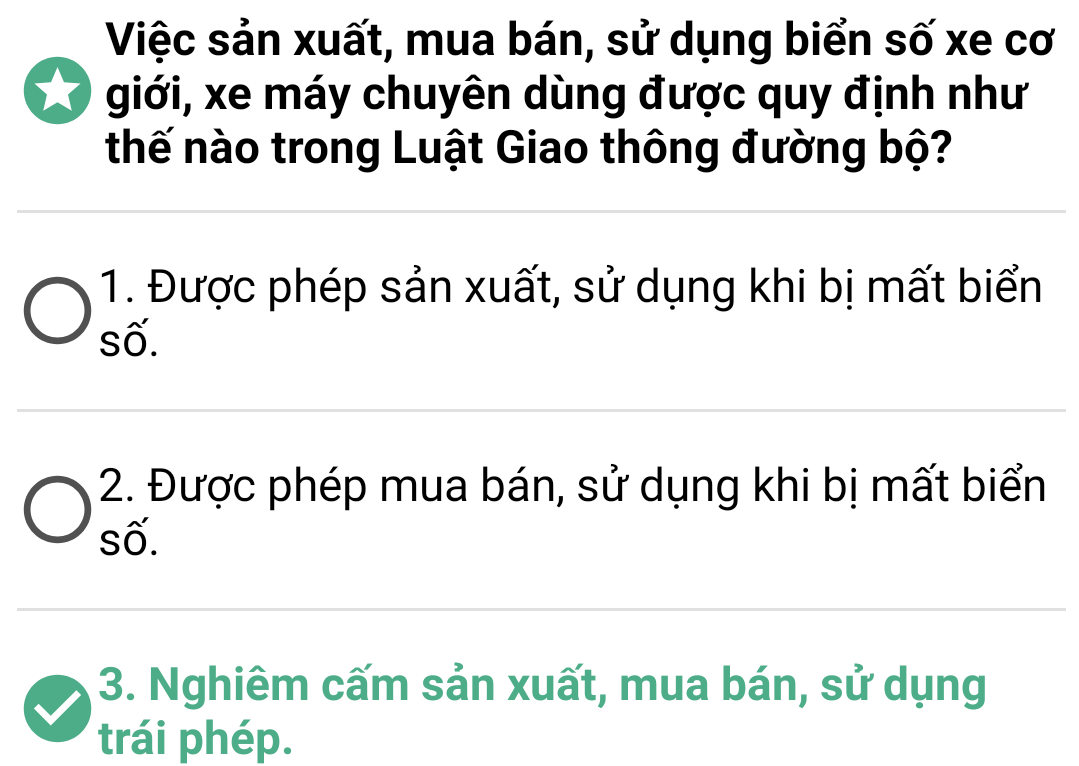 Việc sản xuất, mua bán, sử dụng biển số xe cơ
giới, xe máy chuyên dùng được quy định như
thế nào trong Luật Giao thông đường bộ?
1. Được phép sản xuất, sử dụng khi bị mất biển
số.
2. Được phép mua bán, sử dụng khi bị mất biển
số.
3. Nghiêm cấm sản xuất, mua bán, sử dụng
trái phép.